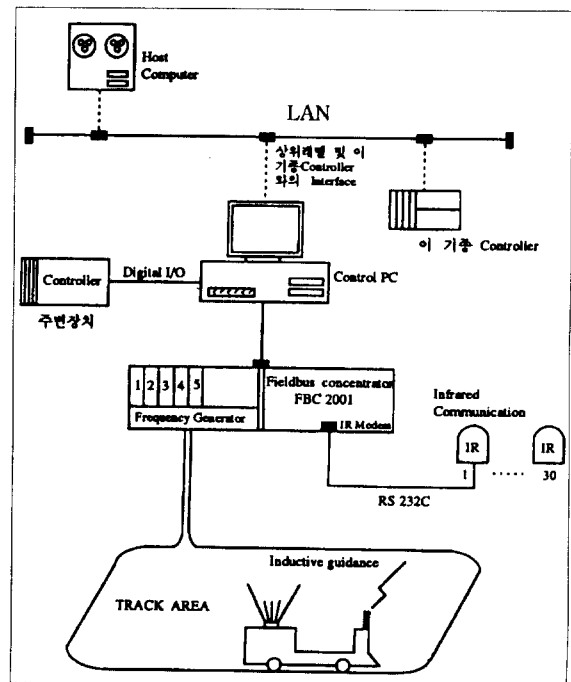 Host
Computer
LAN
상위레벨 및 이
기종Controller
와의 Interface
이 기종 Controller
Controller
Digital I/O
Control PC
주변장치
1 2 3 4 5
Fieldbus concentrator
FBC 2001
Frequency Generator
IR Modem
Infrared
Communication
IR
IR
1
30
RS 232C
Inductive guidance
TRACK AREA